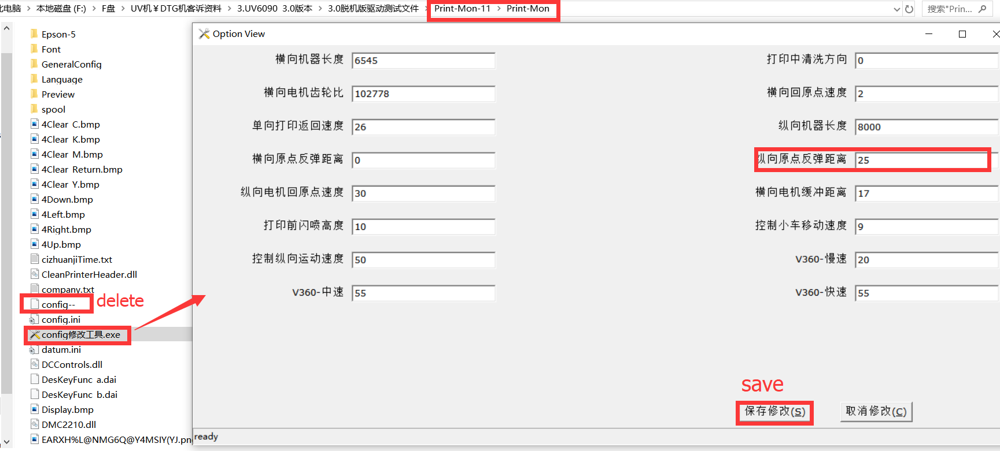 此电脑 > 本地磁盘 (F:) > F盘 > UV机￥DTG机客诉资料 > 3.UV6090 3.0版本 > 3.0脱机版驱动测试文件 > Print-Mon-11 > Print-Mon
搜索"Prin...
Epson-5
Font
GeneralConfig
Language
Preview
spool
4Clear_C.bmp
4Clear_K.bmp
4Clear_M.bmp
4Clear_Return.bmp
4Clear_Y.bmp
4Down.bmp
4Left.bmp
4Right.bmp
4Up.bmp
cizhuanjiTime.txt
CleanPrinterHeader.dll
company.txt
config--
delete
config.ini
config修改工具.exe
datum.ini
DCControls.dll
DesKeyFunc_a.dai
DesKeyFunc_b.dai
Display.bmp
DMC2210.dll
EARXH%L@NMG6Q@Y4MSIY(YJ.pn
Option View
横向机器长度 6545
打印中清洗方向 0
横向电机齿轮比 102778
横向回原点速度 2
单向打印返回速度 26
纵向机器长度 8000
横向原点反弹距离 0
纵向原点反弹距离 25
纵向电机回原点速度 30
横向电机缓冲距离 17
打印前闪喷高度 10
控制小车移动速度 9
控制纵向运动速度 50
V360-慢速 20
V360-中速 55
V360-快速 55
save
保存修改(S)
取消修改(C)
ready